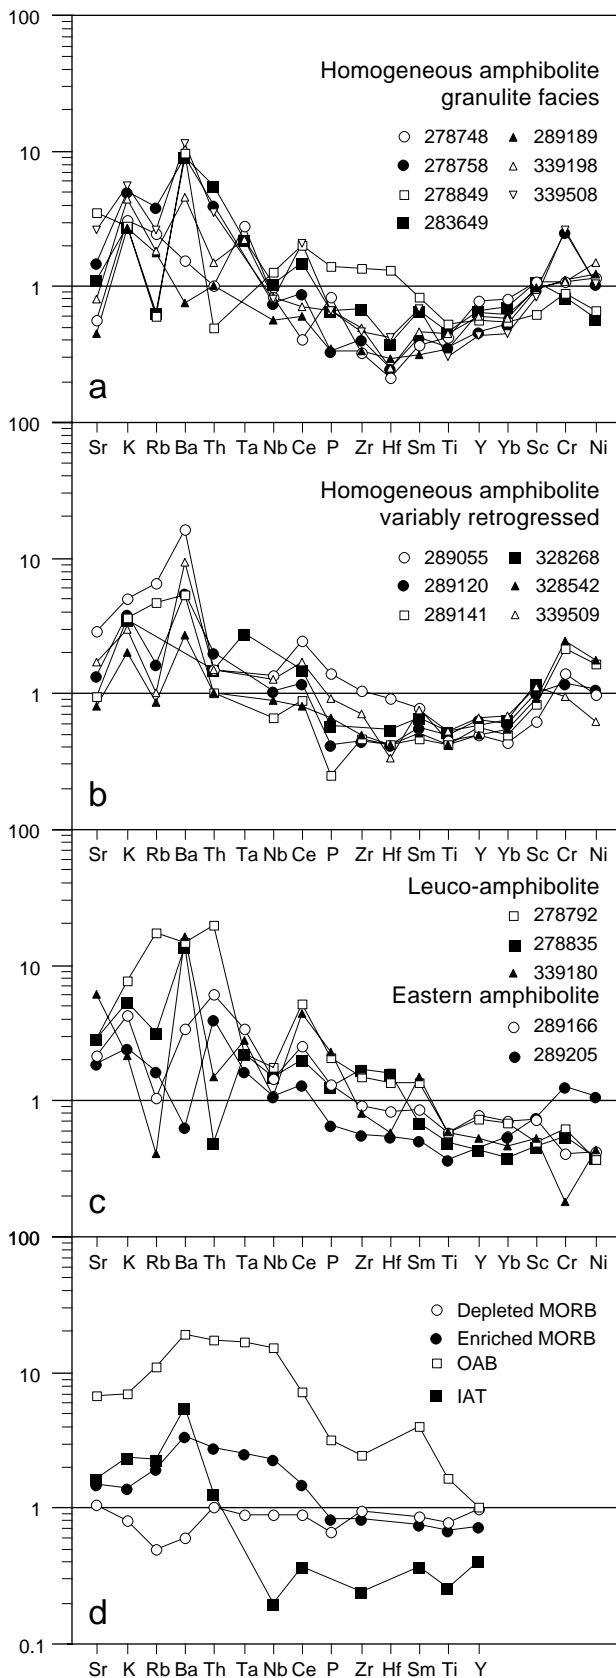 100
Homogeneous amphibolite
granulite facies
278748
289189
278758
339198
278849
339508
283649
10
1
a
100
Sr K Rb Ba Th Ta Nb Ce P Zr Hf Sm Ti Y Yb Sc Cr Ni
Homogeneous amphibolite
variably retrogressed
289055
328268
289120
328542
289141
339509
10
1
b
100
Sr K Rb Ba Th Ta Nb Ce P Zr Hf Sm Ti Y Yb Sc Cr Ni
Leuco-amphibolite
278792
278835
339180
Eastern amphibolite
289166
289205
10
1
c
100
Sr K Rb Ba Th Ta Nb Ce P Zr Hf Sm Ti Y Yb Sc Cr Ni
Depleted MORB
Enriched MORB
OAB
IAT
10
1
d
0.1
Sr K Rb Ba Th Ta Nb Ce P Zr Hf Sm Ti Y